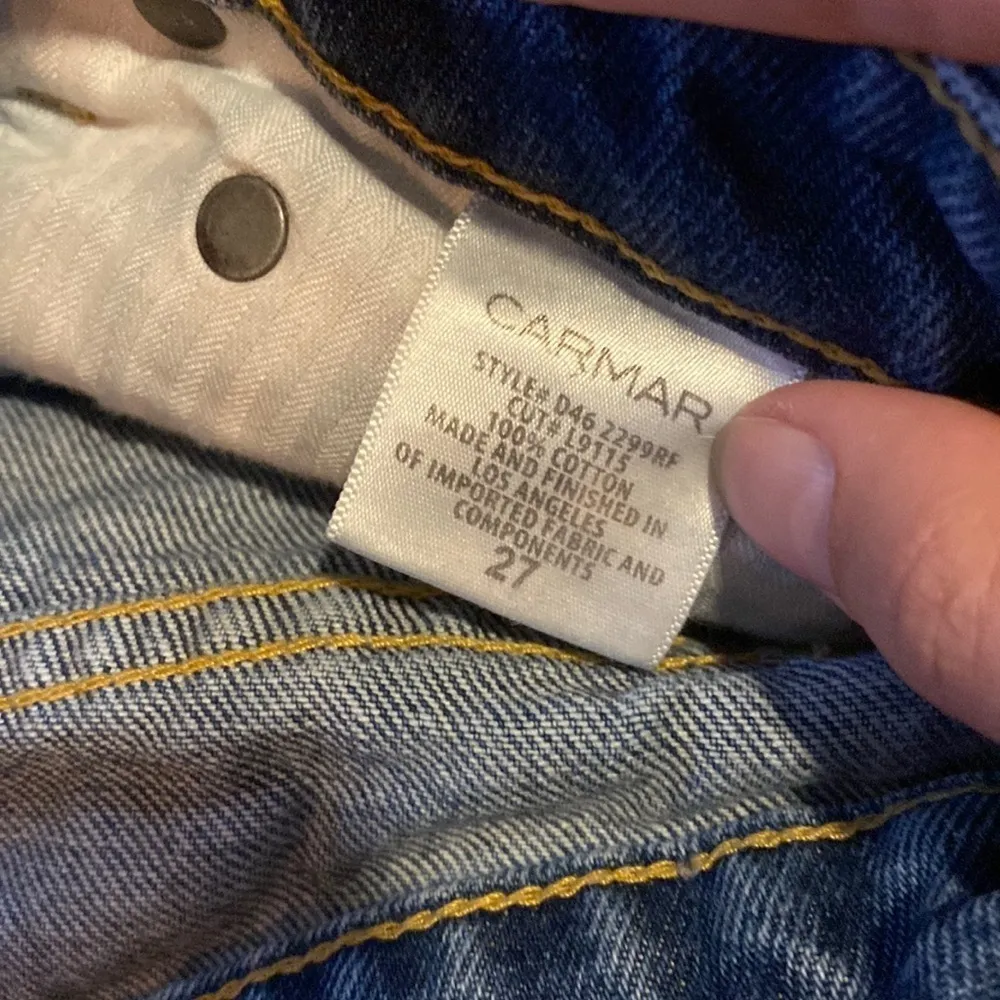 CARMAR
STYLE# D46 2299RF
CUT# L9115
100% COTTON
MADE AND FINISHED IN
LOS ANGELES
OF IMPORTED FABRIC AND
COMPONENTS
27